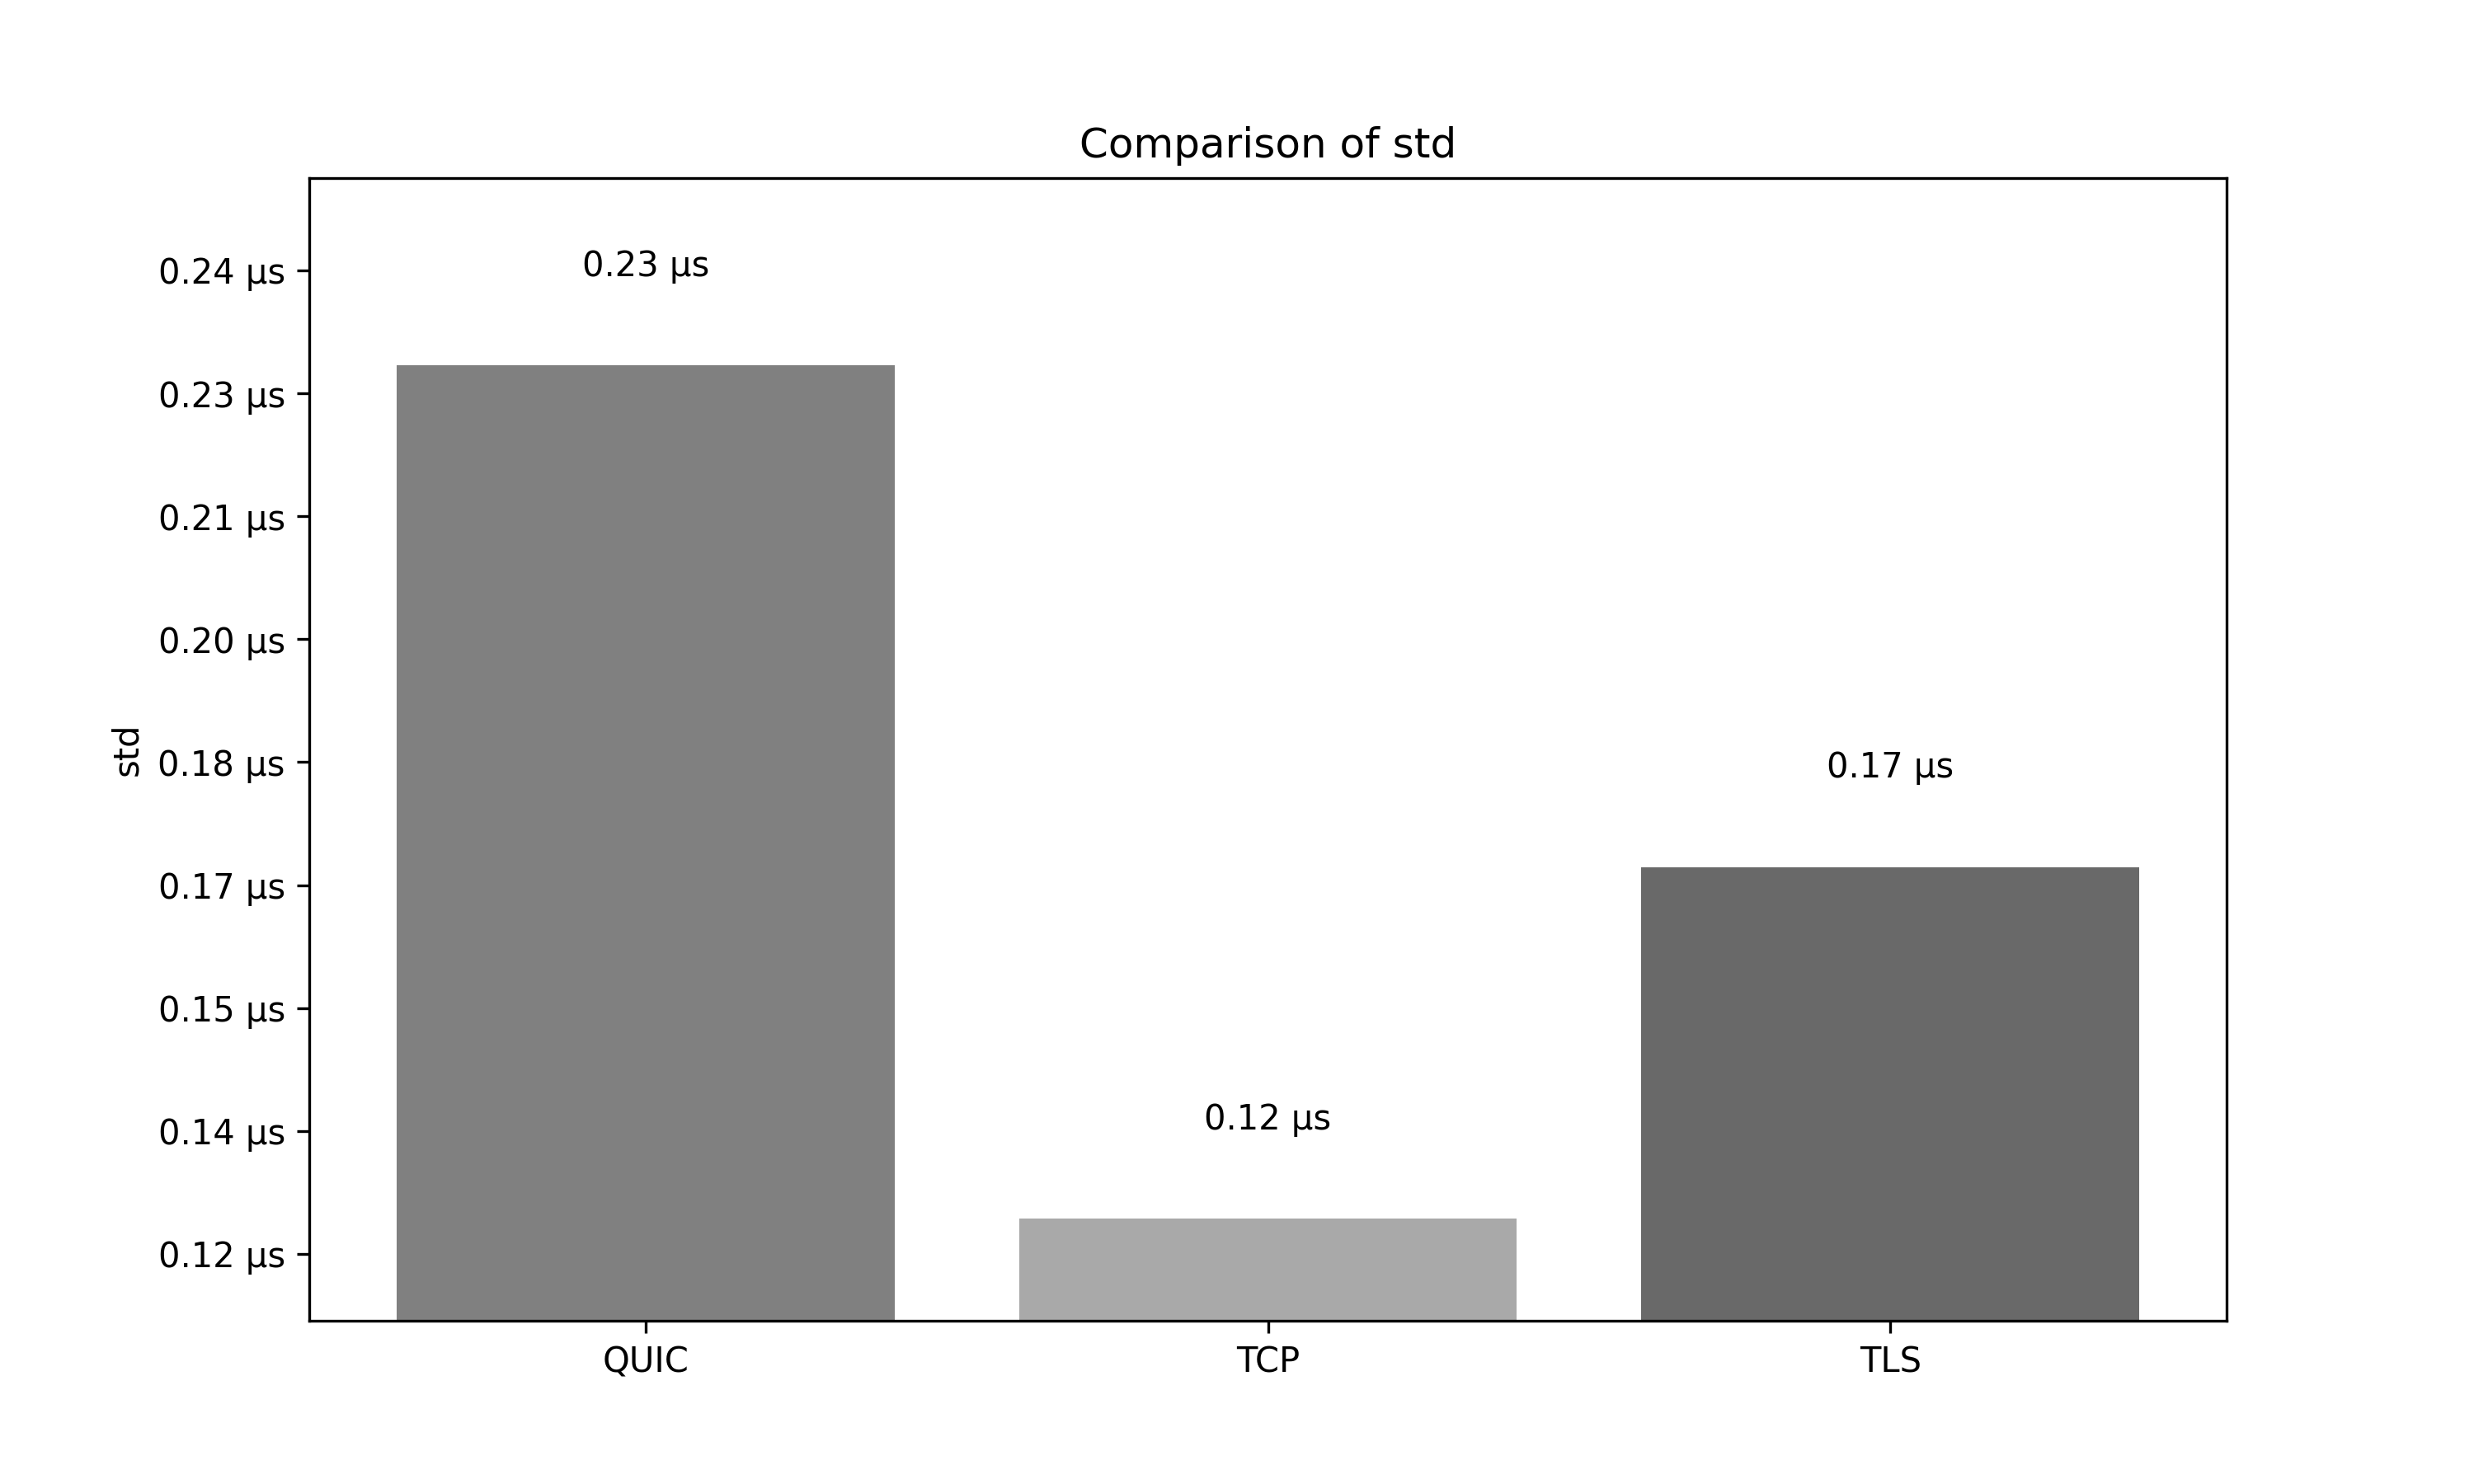 Comparison of std
0.24 µs
0.23 µs
0.23 µs
0.21 µs
0.20 µs
std
0.18 µs
0.17 µs
0.17 µs
0.15 µs
0.14 µs
0.12 µs
0.12 µs
QUIC
TCP
TLS